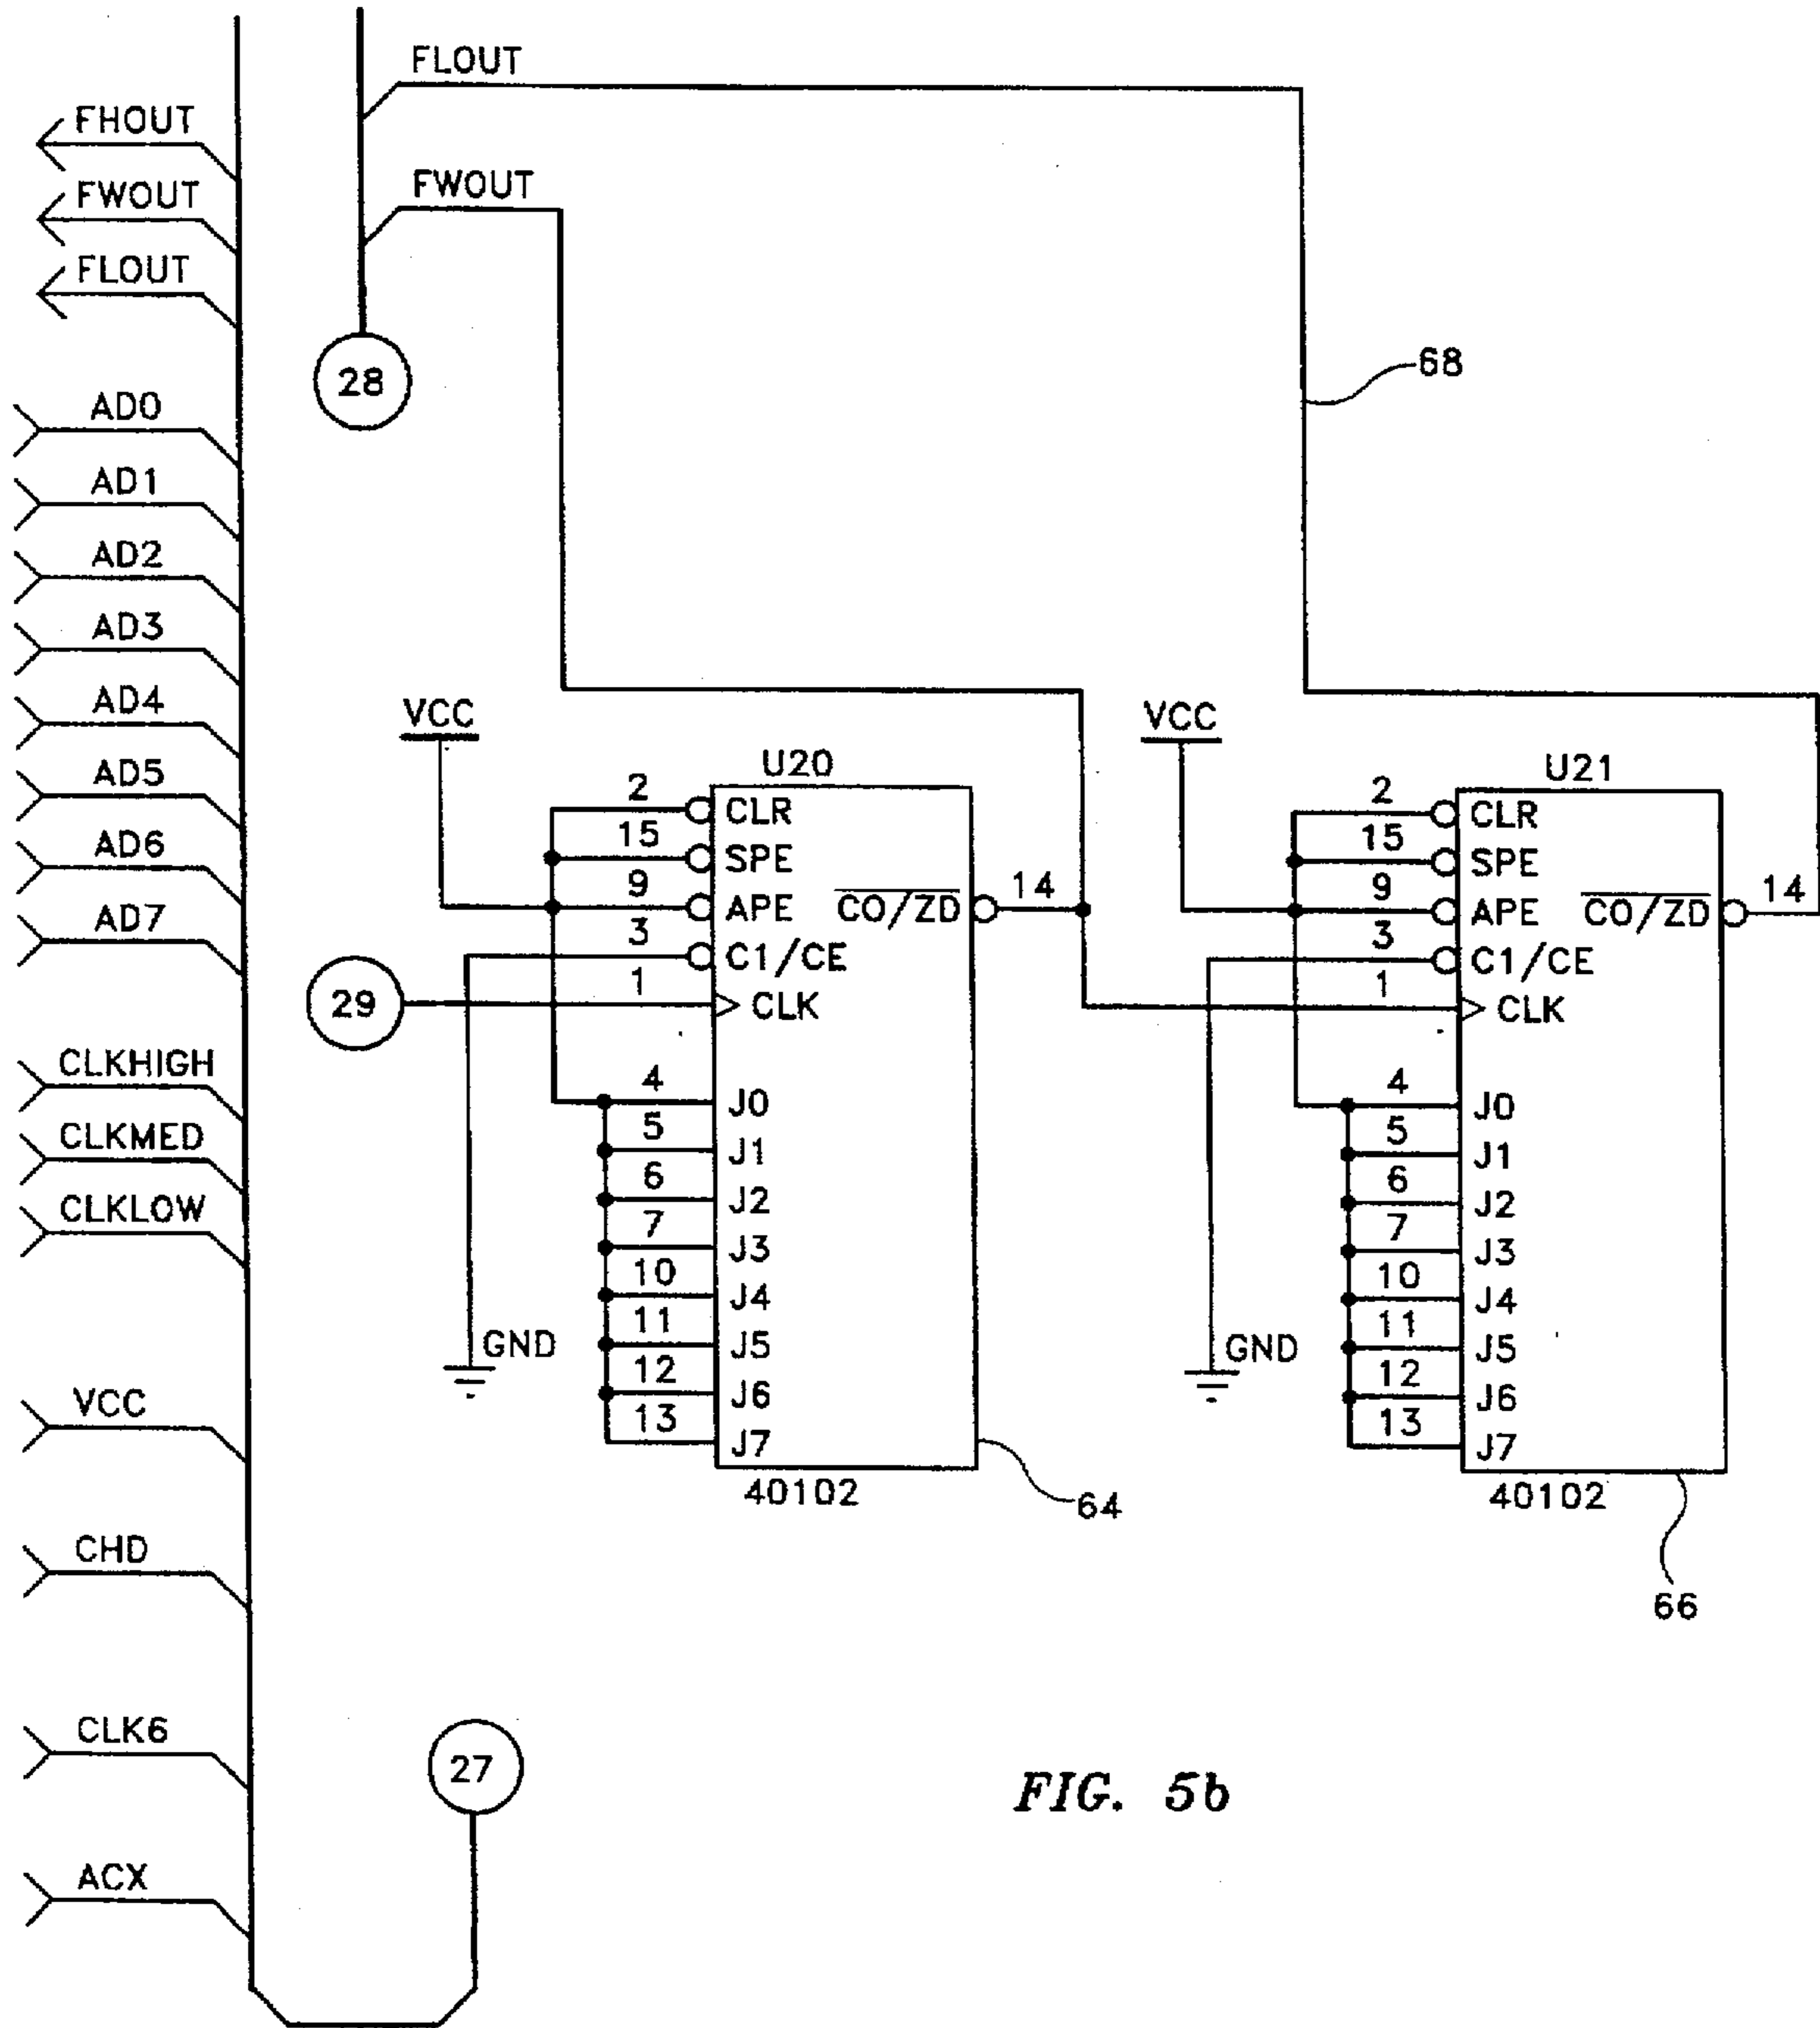 FLOUT
FHOUT
FWOUT
FWOUT
FLOUT
28
68
AD0
AD1
AD2
AD3
AD4
AD5
AD6
AD7
VCC
VCC
U20
U21
2
CLR
15
SPE
9
APE
CO/ZD
14
3
C1/CE
1
CLK
2
CLR
15
SPE
9
APE
CO/ZD
14
3
C1/CE
1
CLK
29
CLKHIGH
CLKMED
CLKLOW
4
J0
5
J1
6
J2
7
J3
10
J4
11
J5
12
J6
13
J7
GND
40102
64
4
J0
5
J1
6
J2
7
J3
10
J4
11
J5
12
J6
13
J7
GND
40102
66
VCC
CHD
CLK6
27
ACX
FIG. 5b